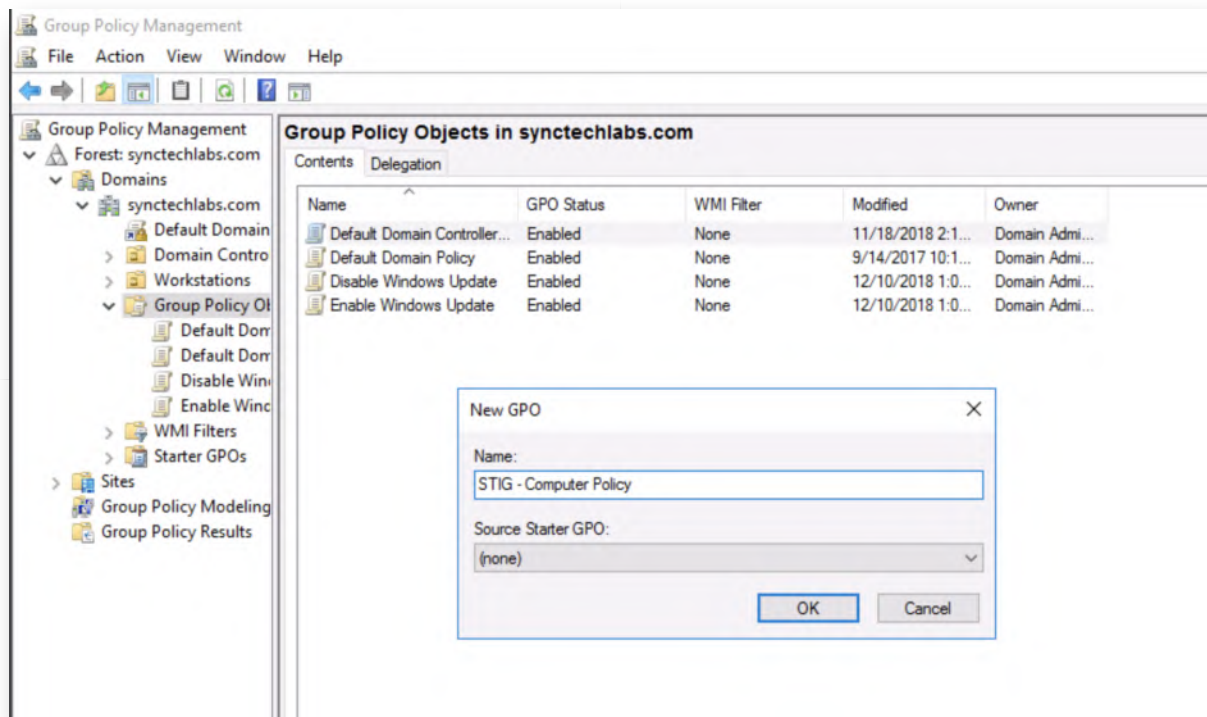 Group Policy Management
File Action View Window Help
Group Policy Management
Forest: synctechlabs.com
Domains
synctechlabs.com
Default Domain
Domain Contro
Workstations
Group Policy Ob
Default Dom
Default Dom
Disable Wind
Enable Winc
WMI Filters
Starter GPOs
Sites
Group Policy Modeling
Group Policy Results
Group Policy Objects in synctechlabs.com
Contents Delegation
Name GPO Status WMI Filter Modified Owner
Default Domain Controller... Enabled None 11/18/2018 2:1... Domain Admi...
Default Domain Policy Enabled None 9/14/2017 10:1... Domain Admi...
Disable Windows Update Enabled None 12/10/2018 1:0... Domain Admi...
Enable Windows Update Enabled None 12/10/2018 1:0... Domain Admi...
New GPO
Name:
STIG - Computer Policy
Source Starter GPO:
(none)
OK Cancel